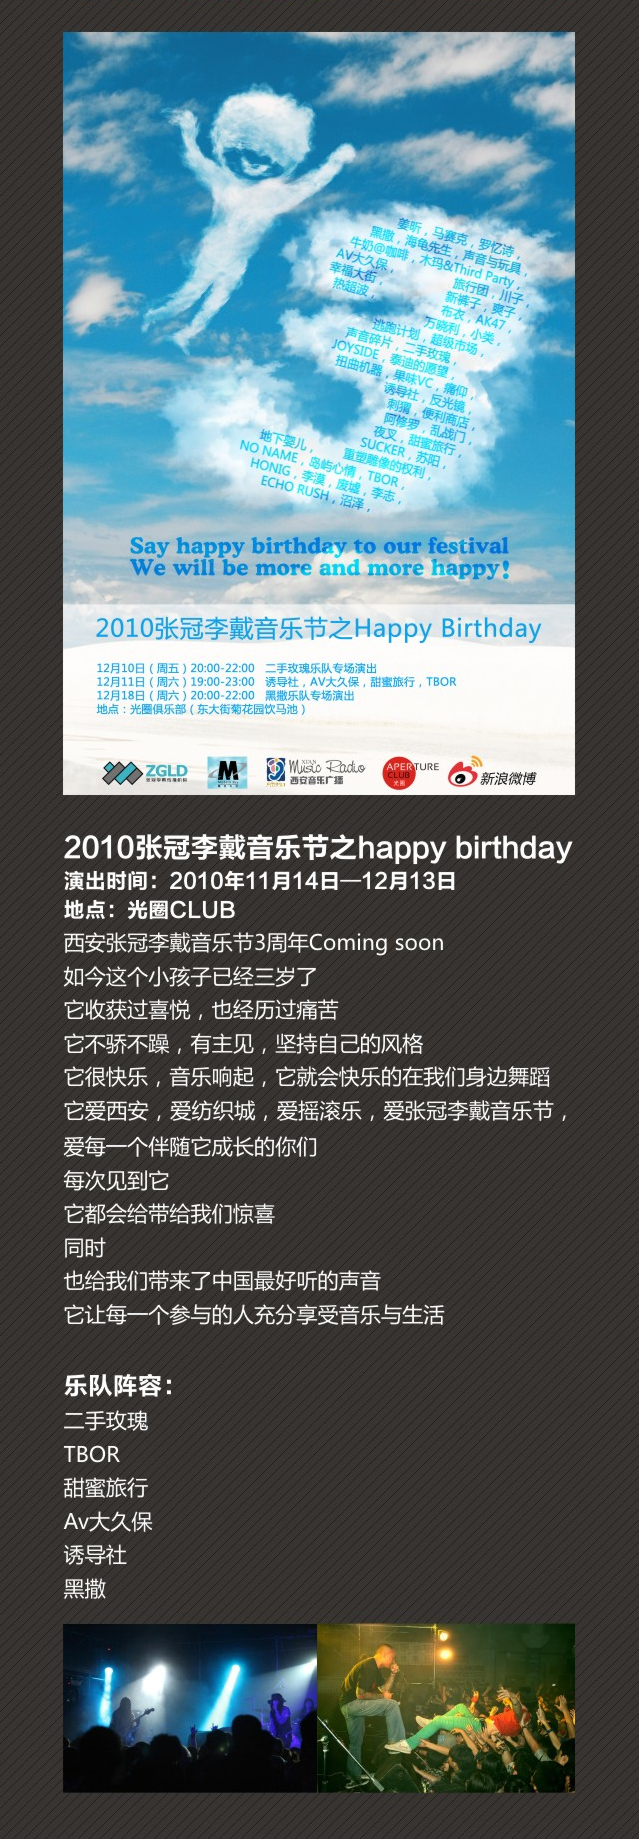 姜昕，马赛克，罗忆诗，
黑撒，海龟先生，声音与玩具，
牛奶@咖啡，木玛&Third Party，
AV大久保，旅行团，川子，
幸福大街，新裤子，爽子，
热超波，布衣，AK47
万晓利，小类，
逃跑计划，超级市场，
声音碎片，二手玫瑰，
JOYSIDE，泰迪的愿望，
扭曲机器，果味VC，痛仰，
诱导社，反光镜，
刺猬，便利商店，
阿修罗，乱战门，
夜叉，甜蜜旅行，
SUCKER，苏阳，
地下婴儿，重塑雕像的权利，
NO NAME，岛屿心情，TBOR，
HONIG，李漠，废墟，李志，
ECHO RUSH，沼泽，
Say happy birthday to our festival
We will be more and more happy!
2010张冠李戴音乐节之Happy Birthday
12月10日（周五）20:00-22:00 二手玫瑰乐队专场演出
12月11日（周六）19:00-23:00 诱导社，AV大久保，甜蜜旅行，TBOR
12月18日（周六）20:00-22:00 黑撒乐队专场演出
地点：光圈俱乐部（东大街菊花园饮马池）
ZGLD
M
XI'AN
Music Radio
西安音乐广播
APERTURE
CLUB
光圈
新浪微博
2010张冠李戴音乐节之happy birthday
演出时间：2010年11月14日—12月13日
地点：光圈CLUB
西安张冠李戴音乐节3周年Coming soon
如今这个小孩子已经三岁了
它收获过喜悦，也经历过痛苦
它不骄不躁，有主见，坚持自己的风格
它很快乐，音乐响起，它就会快乐的在我们身边舞蹈
它爱西安，爱纺织城，爱摇滚乐，爱张冠李戴音乐节，
爱每一个伴随它成长的你们
每次见到它
它都会给带给我们惊喜
同时
也给我们带来了中国最好听的声音
它让每一个参与的人充分享受音乐与生活
乐队阵容：
二手玫瑰
TBOR
甜蜜旅行
Av大久保
诱导社
黑撒